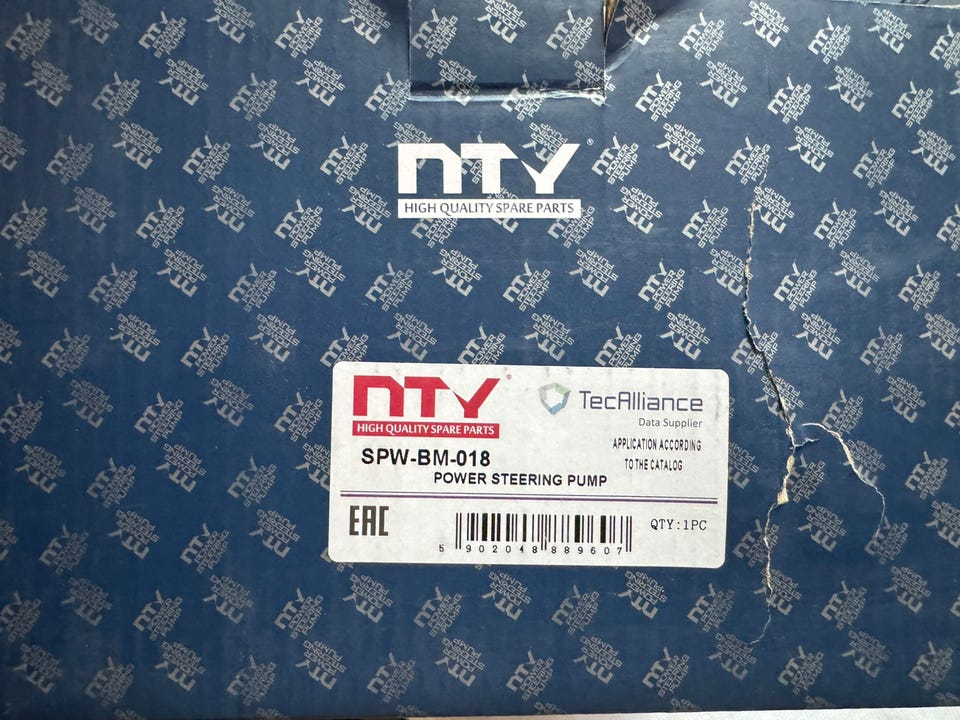 NTY
HIGH QUALITY SPARE PARTS
NTY
HIGH QUALITY SPARE PARTS
TecAlliance
Data Supplier
SPW-BM-018
APPLICATION ACCORDING
TO THE CATALOG
POWER STEERING PUMP
EAC
QTY:1PC
5 902048 889607